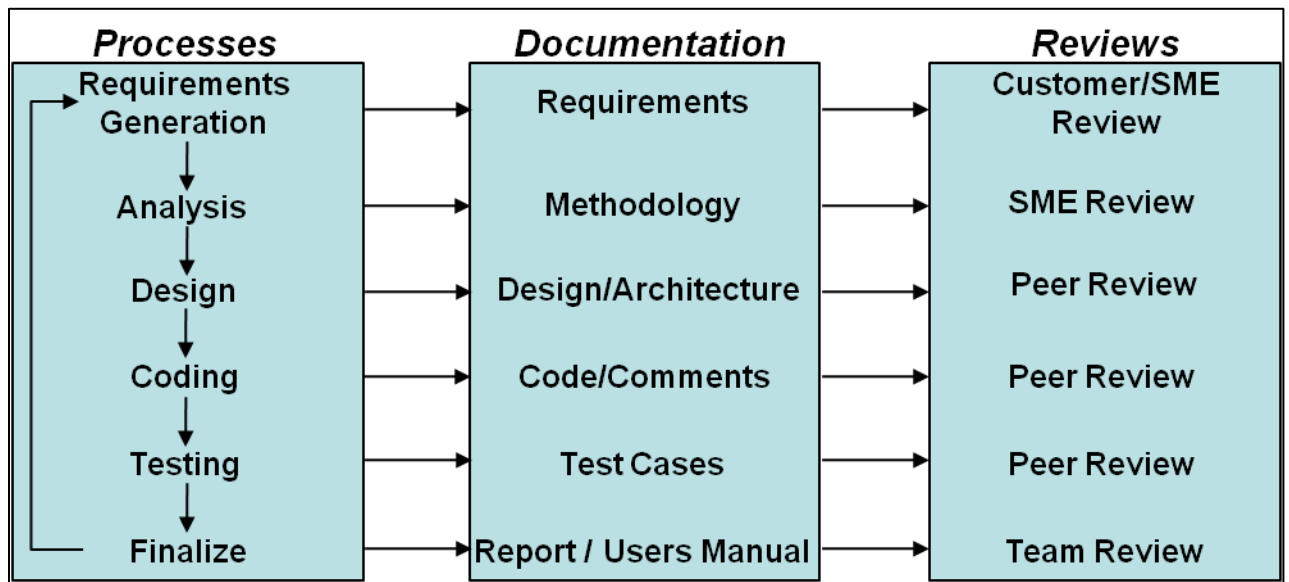 Processes
Documentation
Reviews
Requirements
Generation
Requirements
Customer/SME
Review
Analysis
Methodology
SME Review
Design
Design/Architecture
Peer Review
Coding
Code/Comments
Peer Review
Testing
Test Cases
Peer Review
Finalize
Report / Users Manual
Team Review